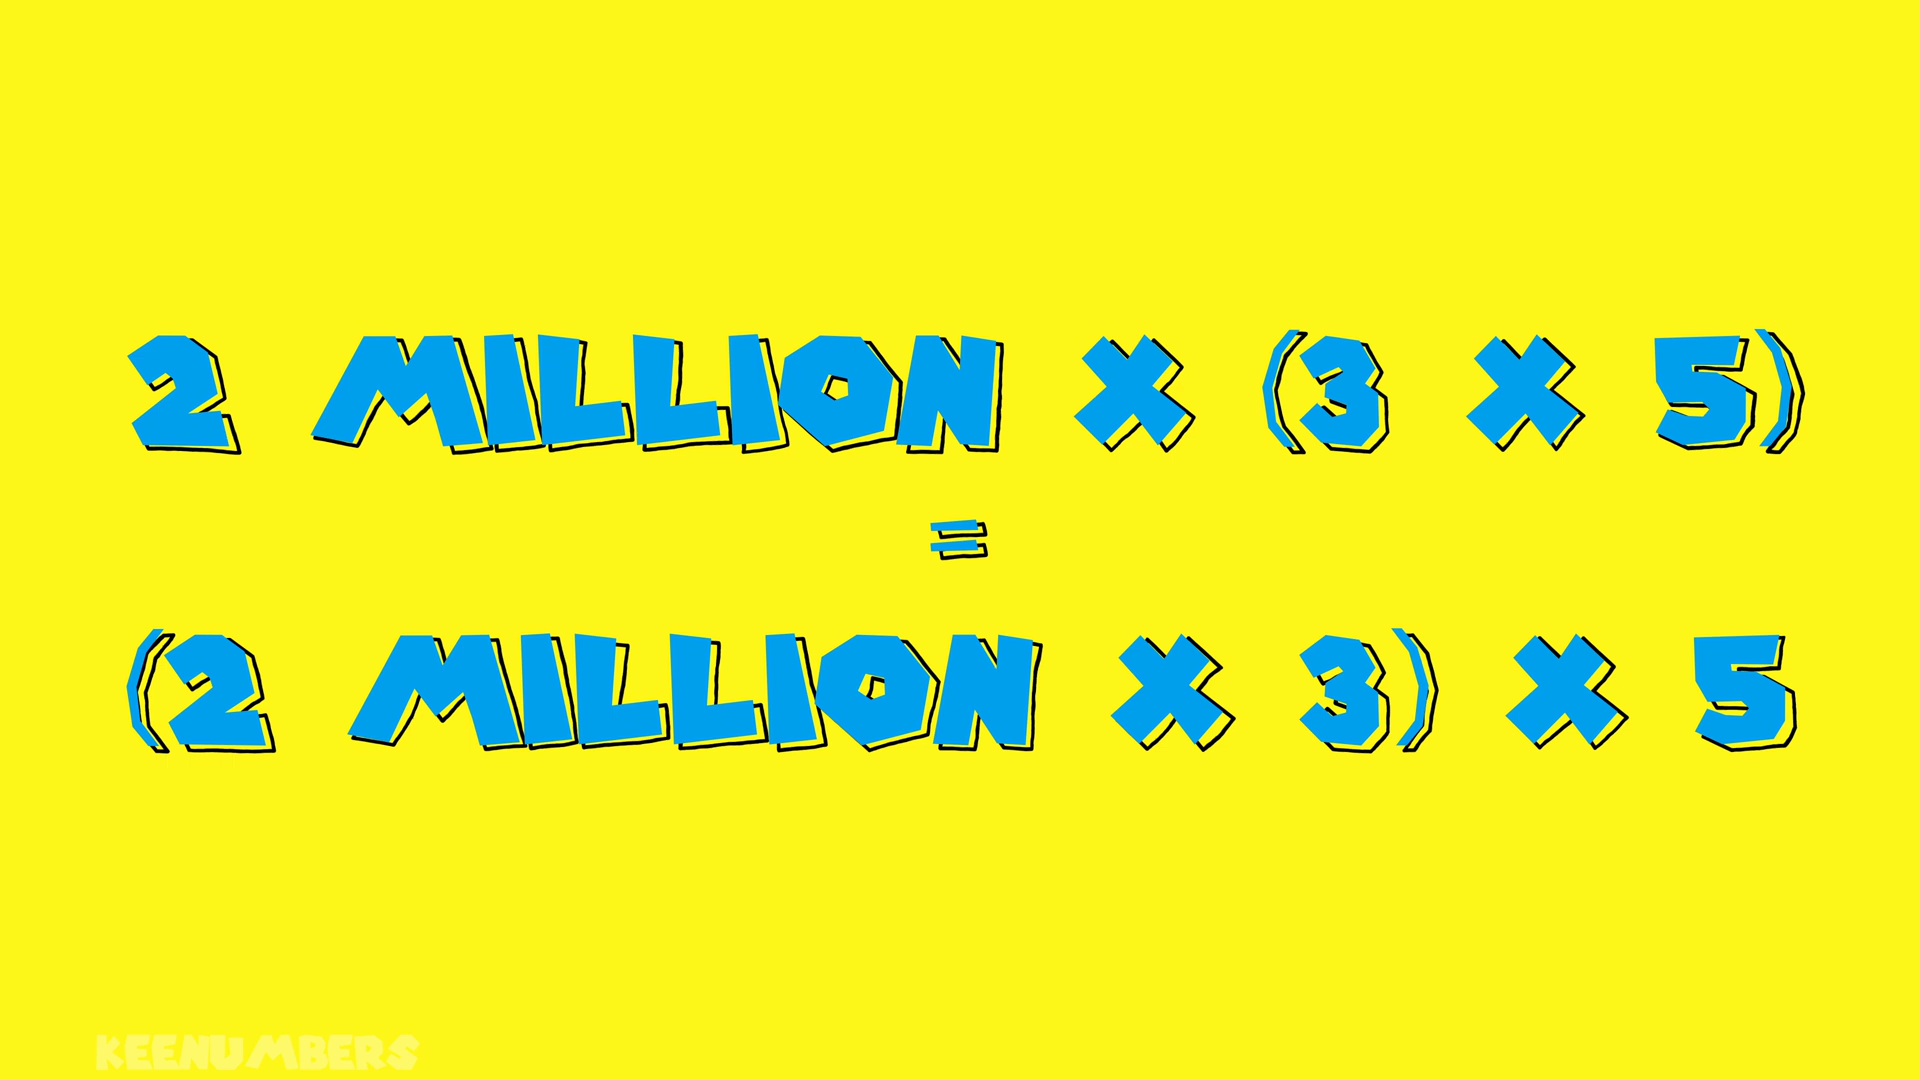 2 MILLION × (3 × 5)
=
(2 MILLION × 3) × 5
KEENUMBERS